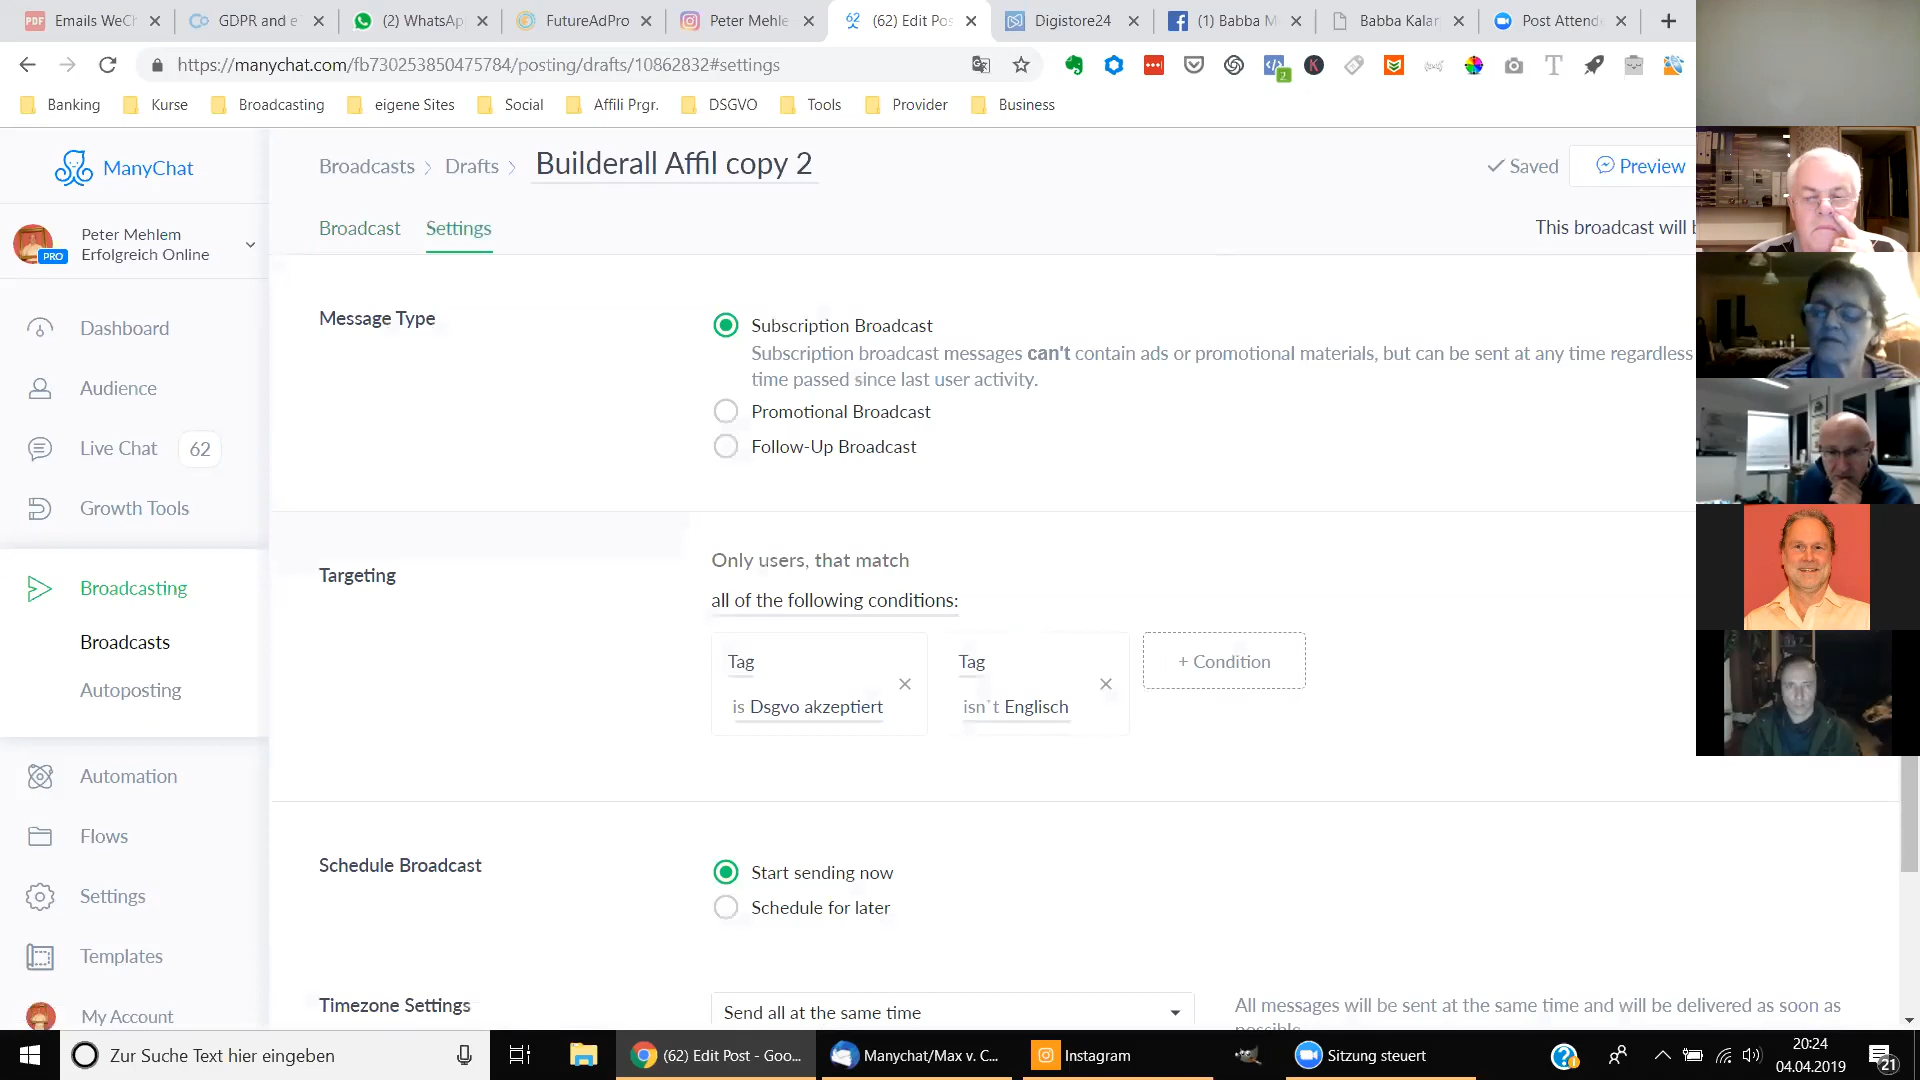 Emails WeCh
GDPR and e
(2) WhatsAp
FutureAdPro
Peter Mehle
(62) Edit Pos
Digistore24
(1) Babba M
Babba Kalar
Post Attende
https://manychat.com/fb730253850475784/posting/drafts/10862832#settings
Banking
Kurse
Broadcasting
eigene Sites
Social
Affili Prgr.
DSGVO
Tools
Provider
Business
ManyChat
Broadcasts
Drafts
Builderall Affil copy 2
Saved
Preview
Peter Mehlem
Erfolgreich Online
PRO
Broadcast
Settings
This broadcast will b
Dashboard
Audience
Live Chat 62
Growth Tools
Broadcasting
Broadcasts
Autoposting
Automation
Flows
Settings
Templates
My Account
Message Type
Subscription Broadcast
Subscription broadcast messages can't contain ads or promotional materials, but can be sent at any time regardless
time passed since last user activity.
Promotional Broadcast
Follow-Up Broadcast
Targeting
Only users, that match
all of the following conditions:
Tag
is Dsgvo akzeptiert
Tag
isn`t Englisch
+ Condition
Schedule Broadcast
Start sending now
Schedule for later
Timezone Settings
Send all at the same time
All messages will be sent at the same time and will be delivered as soon as
possible
Zur Suche Text hier eingeben
(62) Edit Post - Goo...
Manychat/Max v. C...
Instagram
Sitzung steuert
20:24
04.04.2019
21